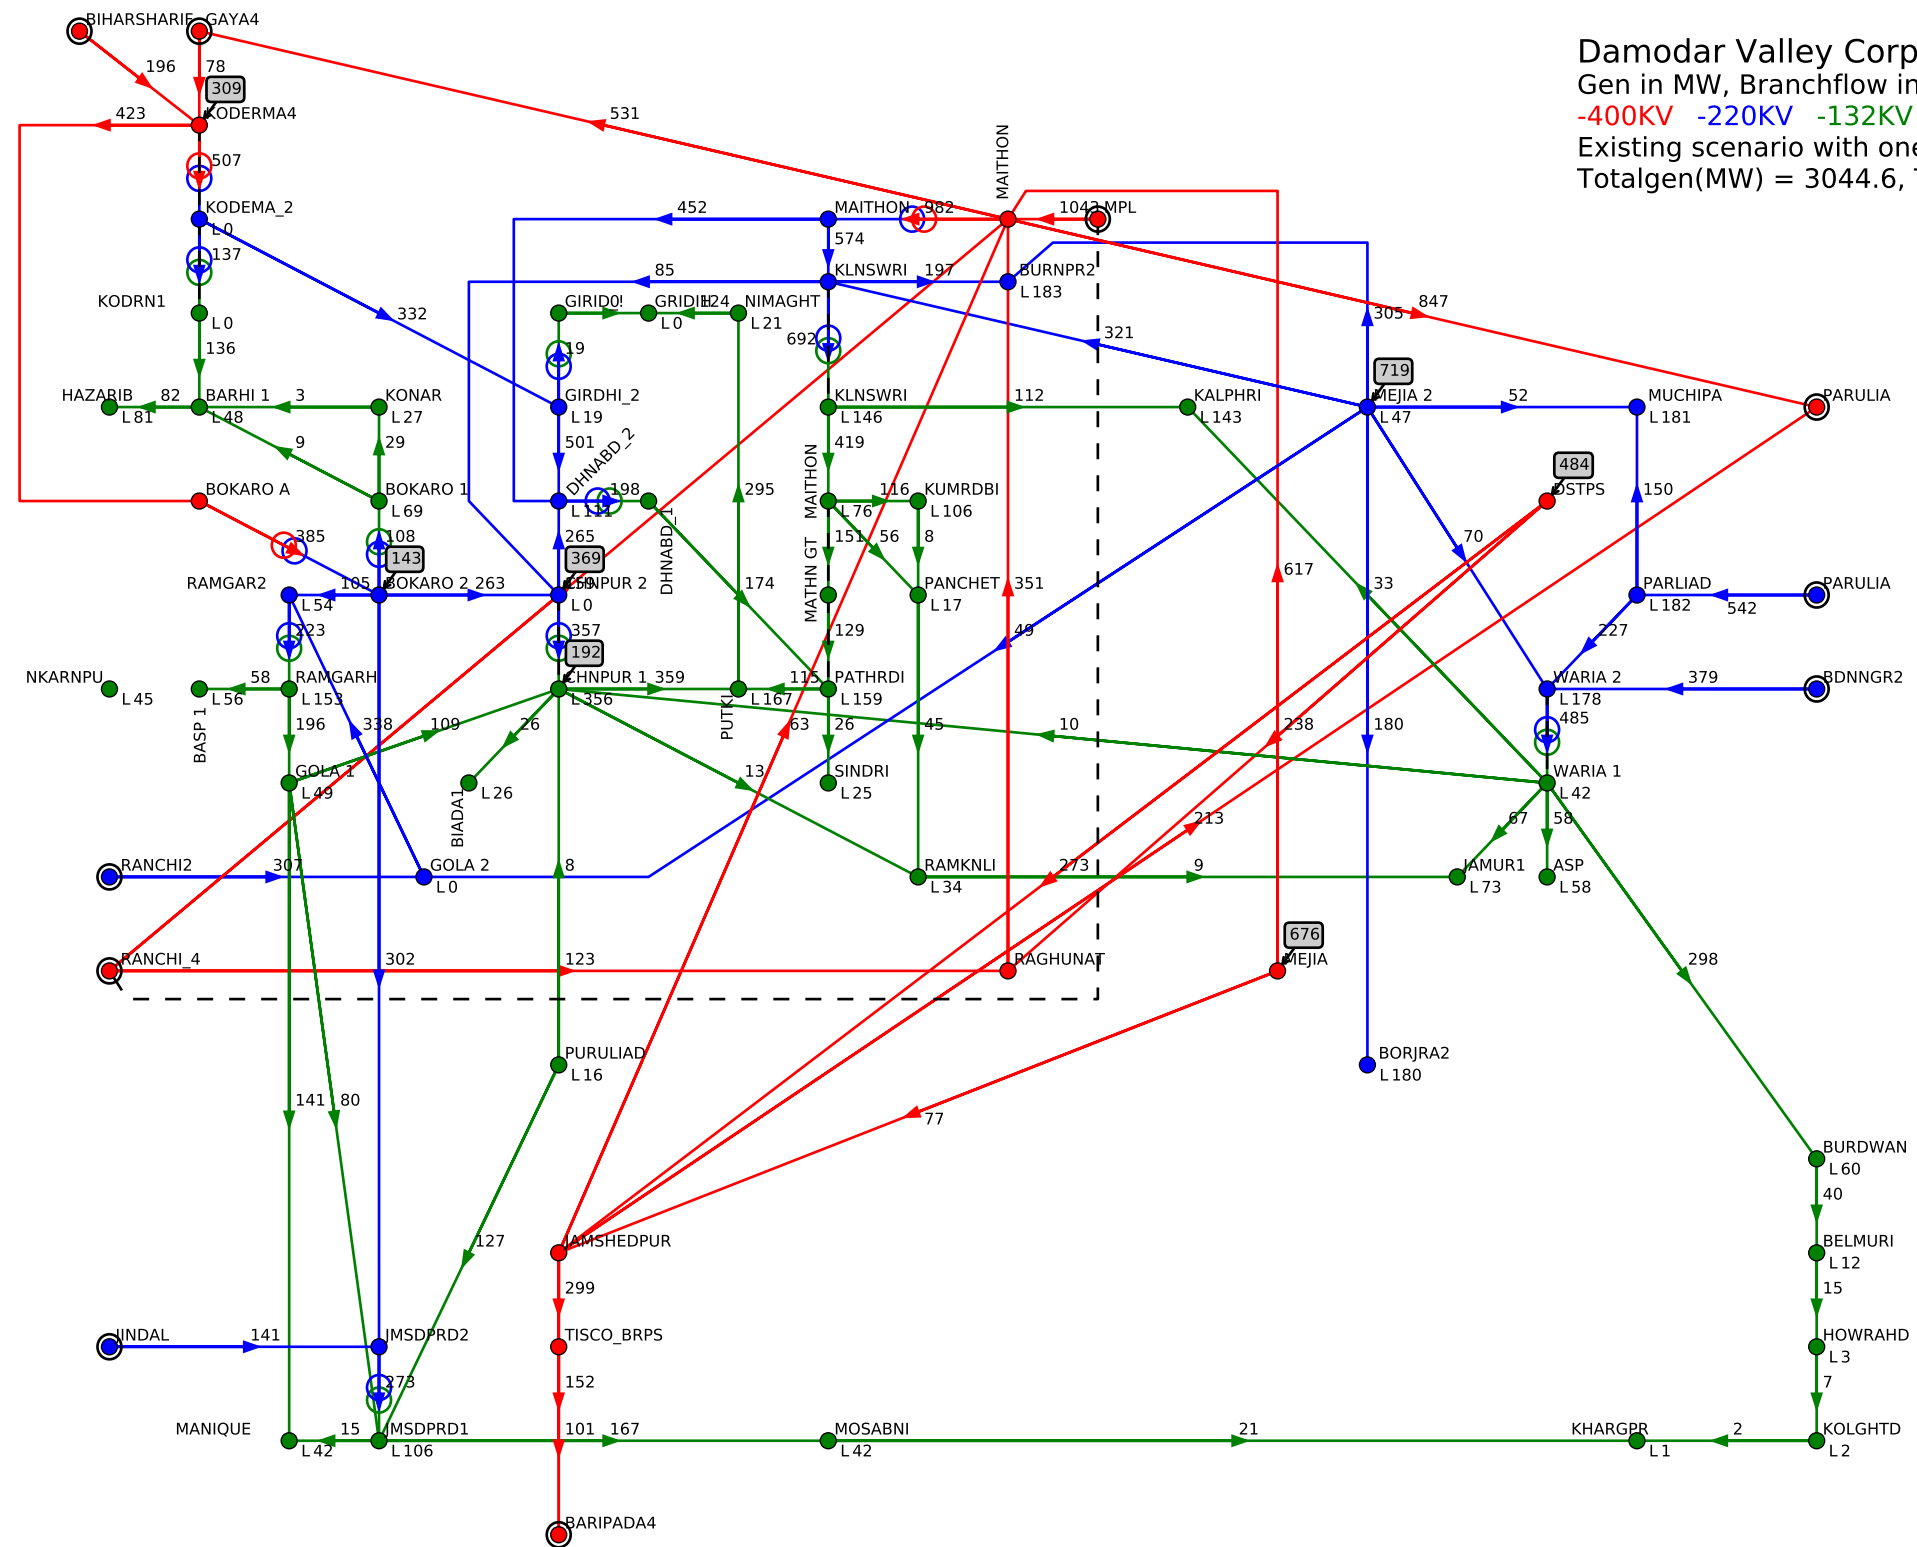 BIHARSHARIF GAYA4
Damodar Valley Corp
Gen in MW, Branchflow in
-400KV -220KV -132KV
Existing scenario with one
Totalgen(MW) = 3044.6,
196 78
309
423 KODERMA4 531
507
MAITHON
KODEMA_2
L 0
452 MAITHON 982 1043 MPL
137 574
85 KLNSWRI 197 BURNPR2
L 183
KODRN1
L 0
332
GRIDIH 124 NIMAGHT
L 0 L 21
847
305
136 19 692 321
719
HAZARIB 82 BARHI 1 3 KONAR
L 81 L 48 L 27
GIRDHI_2
L 19
KLNSWRI 112 KALPHRI
L 146 L 143
MEJIA 2 52 MUCHIPA
L 47 L 181
9 29 501 419
DHNABD_2
MAITHON
484
BOKARO A BOKARO 1
L 69
L 111
198
295
L 76
116 KUMRDBI
L 106
DSTPS
150
385 108 143 265 369
DHNABD_1
151 56 8 70
RAMGAR2 105 BOKARO 2 263
L 54
L 0
174
MATHN GT
PANCHET
L 17
351 617 33
PARLIAD PARULIA
L 182 542
223 357 192 129 49 227
NKARNPU
L 45
58 RAMGARH
L 56 L 153
BASP 1
CHNPUR 1 359
L 356
115 PATHRDI
L 167 L 159
PUTKI
WARIA 2 379 BDNNGR2
L 178
196 338 109 26 63 26 45 10 238 180 485
GOLA 1
L 49
L 26
BIADA1
13
SINDRI
L 25
WARIA 1
L 42
213 67 58
RANCHI2 307 GOLA 2
L 0
8
RAMKNLI
L 34
273 9
JAMUR1
L 73
ASP
L 58
676
RANCHI_4 302 123 RAGHUNAT MEJIA 298
PURULIAD
L 16
BORJRA2
L 180
141 80 77
BURDWAN
L 60
40
127 JAMSHEDPUR
BELMURI
L 12
299 15
JINDAL 141 JMSDPRD2 TISCO_BRPS
HOWRAHD
L 3
273 152 7
MANIQUE
L 42
15 JMSDPRD1
L 106
101 167
MOSABNI
L 42
21
KHARGPR
L 1
2 KOLGHTD
L 2
BARIPADA4
PARULIA